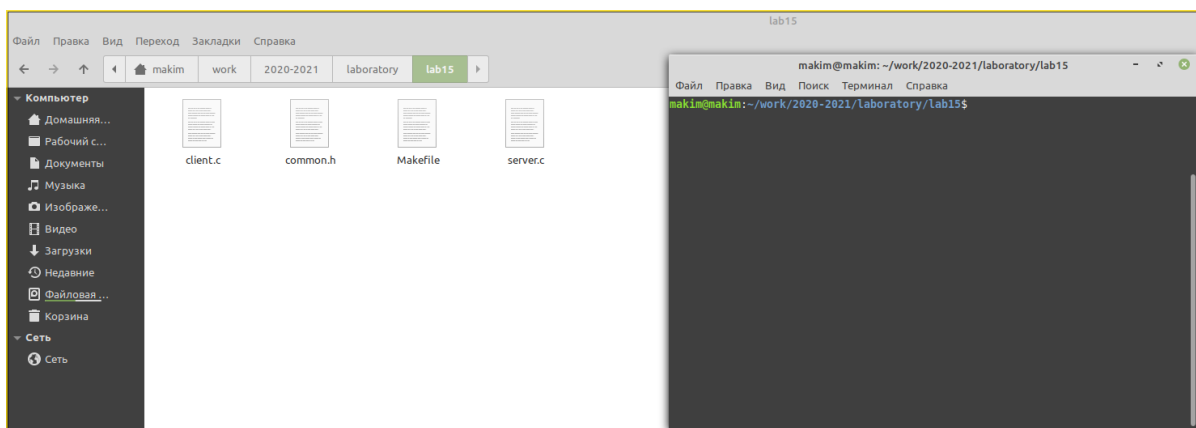 lab15
Файл Правка Вид Переход Закладки Справка
makim work 2020-2021 laboratory lab15
Компьютер
Домашняя...
Рабочий с...
Документы
Музыка
Изображе...
Видео
Загрузки
Недавние
Файловая ...
Корзина
Сеть
Сеть
client.c common.h Makefile server.c
makim@makim: ~/work/2020-2021/laboratory/lab15
Файл Правка Вид Поиск Терминал Справка
makim@makim:~/work/2020-2021/laboratory/lab15$